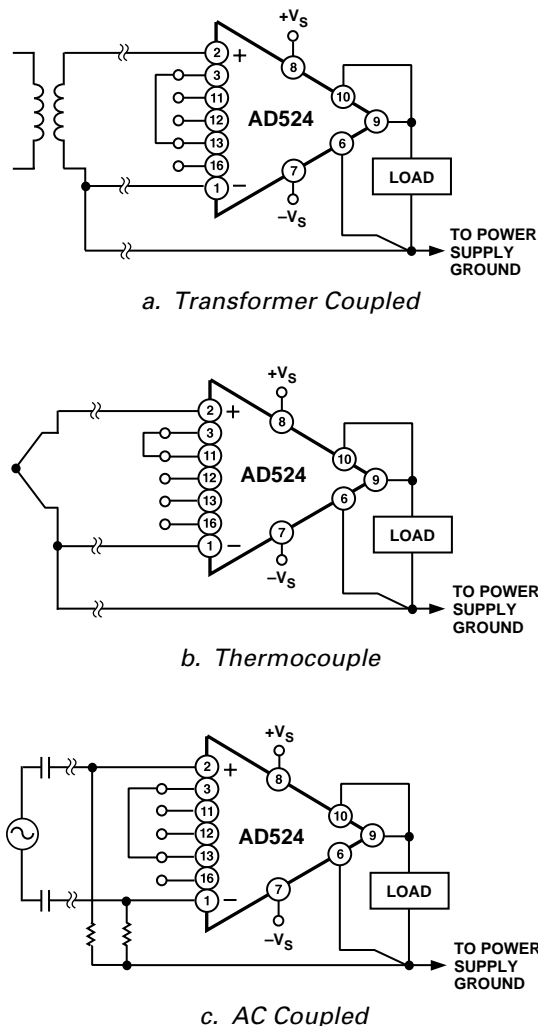 +VS
2
+
8
3
10
11
12
AD524
9
13
6
16
7
LOAD
1
−
−VS
TO POWER
SUPPLY
GROUND
a. Transformer Coupled
+VS
2
+
8
3
10
11
12
AD524
9
13
6
16
7
LOAD
1
−
−VS
TO POWER
SUPPLY
GROUND
b. Thermocouple
+VS
2
+
8
3
10
11
12
AD524
9
13
6
16
7
LOAD
1
−
−VS
TO POWER
SUPPLY
GROUND
c. AC Coupled